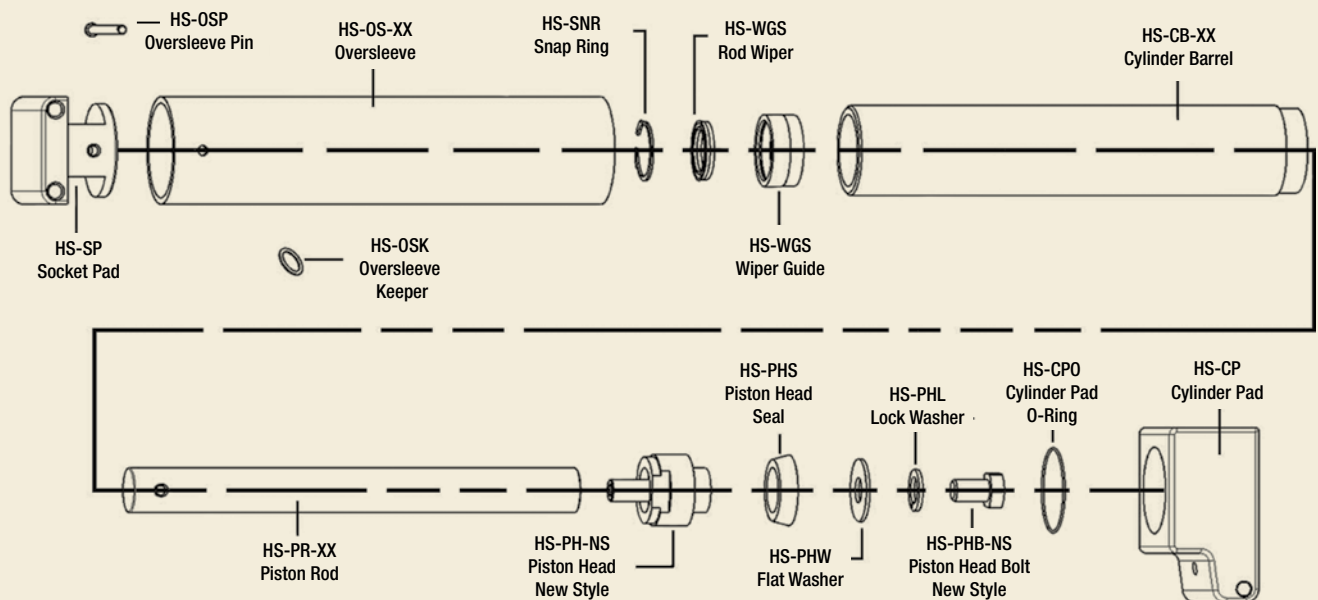 HS-OSP
Oversleeve Pin
HS-OS-XX
Oversleeve
HS-SNR
Snap Ring
HS-WGS
Rod Wiper
HS-CB-XX
Cylinder Barrel
HS-SP
Socket Pad
HS-OSK
Oversleeve
Keeper
HS-WGS
Wiper Guide
HS-PHS
Piston Head
Seal
HS-PHL
Lock Washer
HS-CPO
Cylinder Pad
O-Ring
HS-CP
Cylinder Pad
HS-PR-XX
Piston Rod
HS-PH-NS
Piston Head
New Style
HS-PHW
Flat Washer
HS-PHB-NS
Piston Head Bolt
New Style